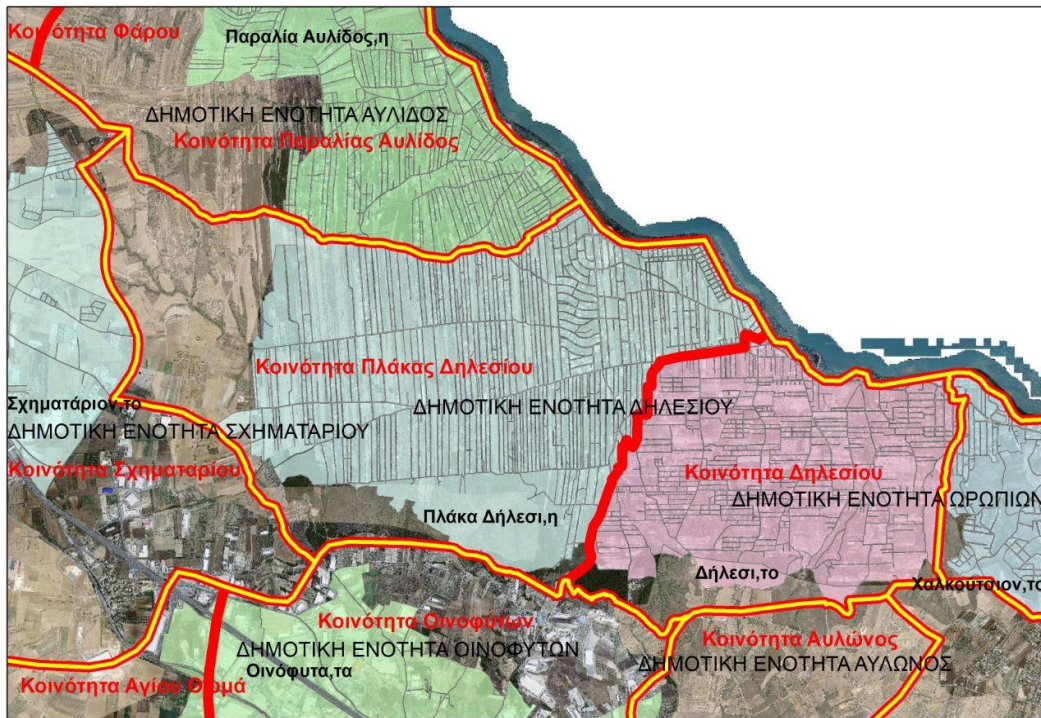 Κοινότητα Φάρου
Παραλία Αυλίδος,η
ΔΗΜΟΤΙΚΗ ΕΝΟΤΗΤΑ ΑΥΛΙΔΟΣ
Κοινότητα Παραλίας Αυλίδος
Κοινότητα Πλάκας Δηλεσίου
Σχηματάριον,το
ΔΗΜΟΤΙΚΗ ΕΝΟΤΗΤΑ ΔΗΛΕΣΙΟΥ
ΔΗΜΟΤΙΚΗ ΕΝΟΤΗΤΑ ΣΧΗΜΑΤΑΡΙΟΥ
Κοινότητα Σχηματαρίου
Κοινότητα Δηλεσίου
ΔΗΜΟΤΙΚΗ ΕΝΟΤΗΤΑ ΩΡΩΠΙΩΝ
Πλάκα Δήλεσι,η
Δήλεσι,το
Χαλκούτσιον,το
Κοινότητα Οινοφύτων
Κοινότητα Αυλώνος
ΔΗΜΟΤΙΚΗ ΕΝΟΤΗΤΑ ΟΙΝΟΦΥΤΩΝ
ΔΗΜΟΤΙΚΗ ΕΝΟΤΗΤΑ ΑΥΛΩΝΟΣ
Οινόφυτα,τα
Κοινότητα Αγίου Θωμά